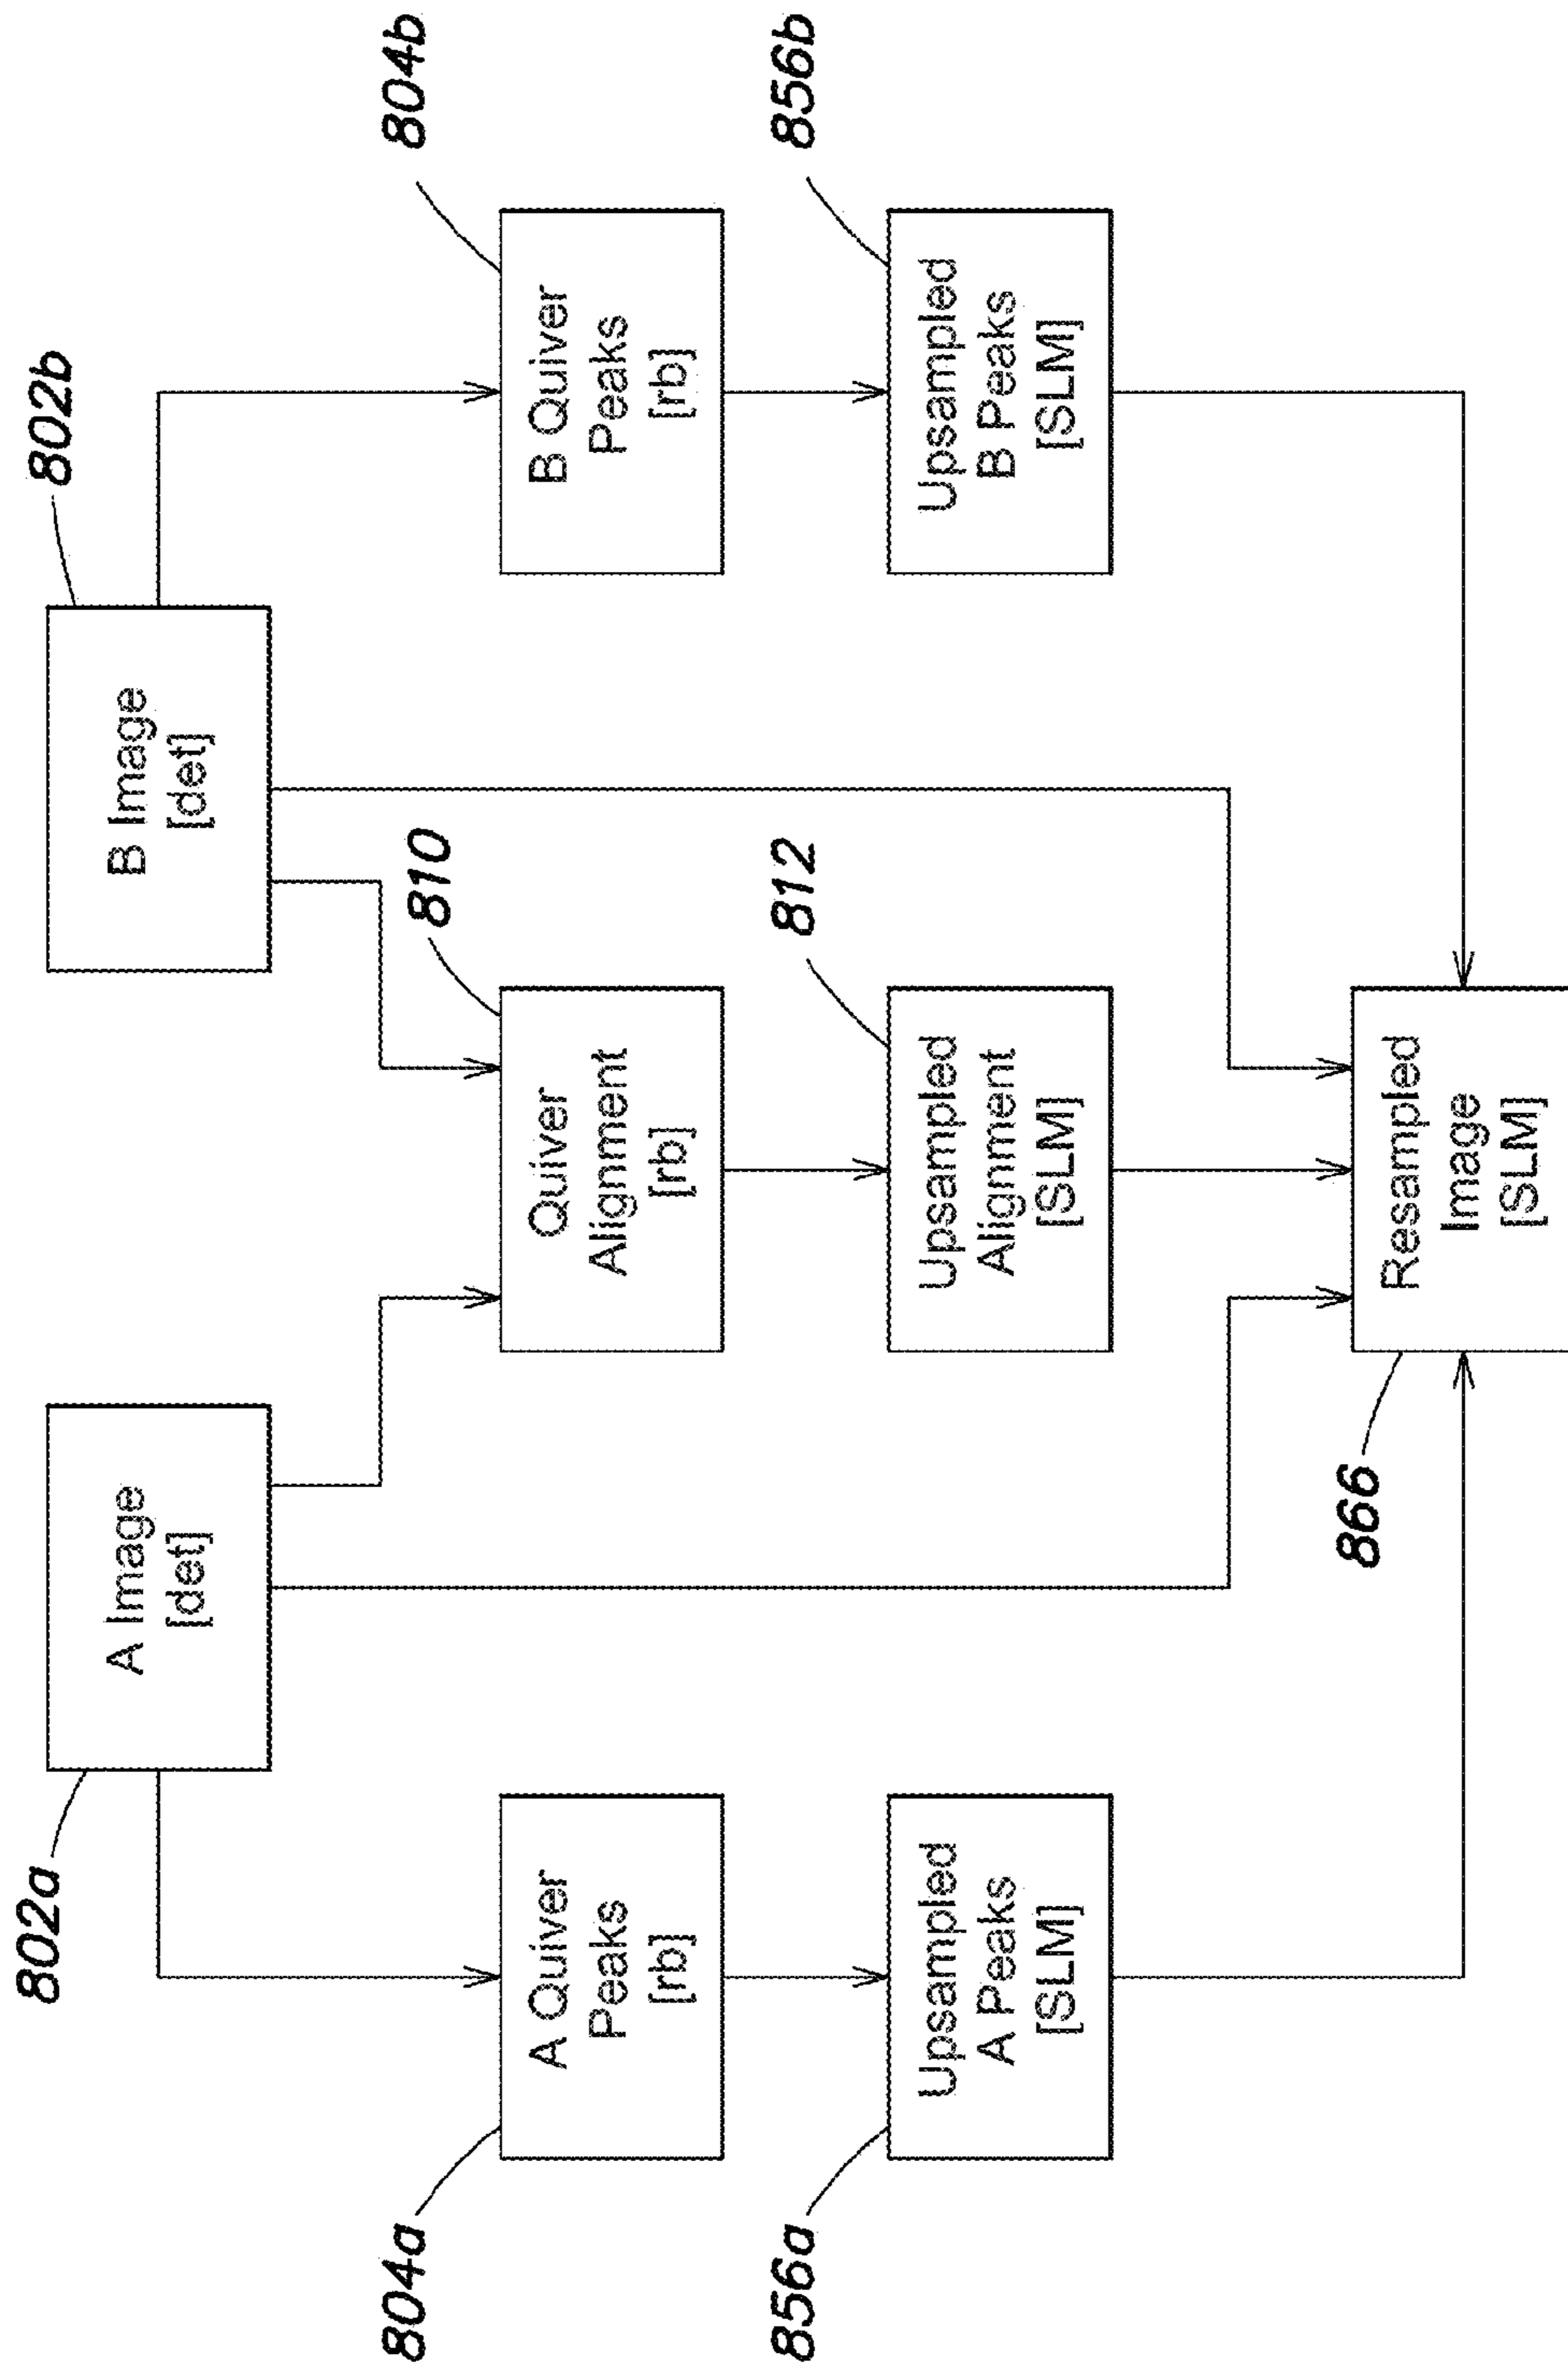 802a
A Image
[det]
B Image
[det]
802b
804a
A Quiver
Peaks
[rb]
Quiver
Alignment
[rb]
810
B Quiver
Peaks
[rb]
804b
856a
Upsampled
A Peaks
[SLM]
Upsampled
Alignment
[SLM]
812
Upsampled
B Peaks
[SLM]
856b
866
Resampled
Image
[SLM]